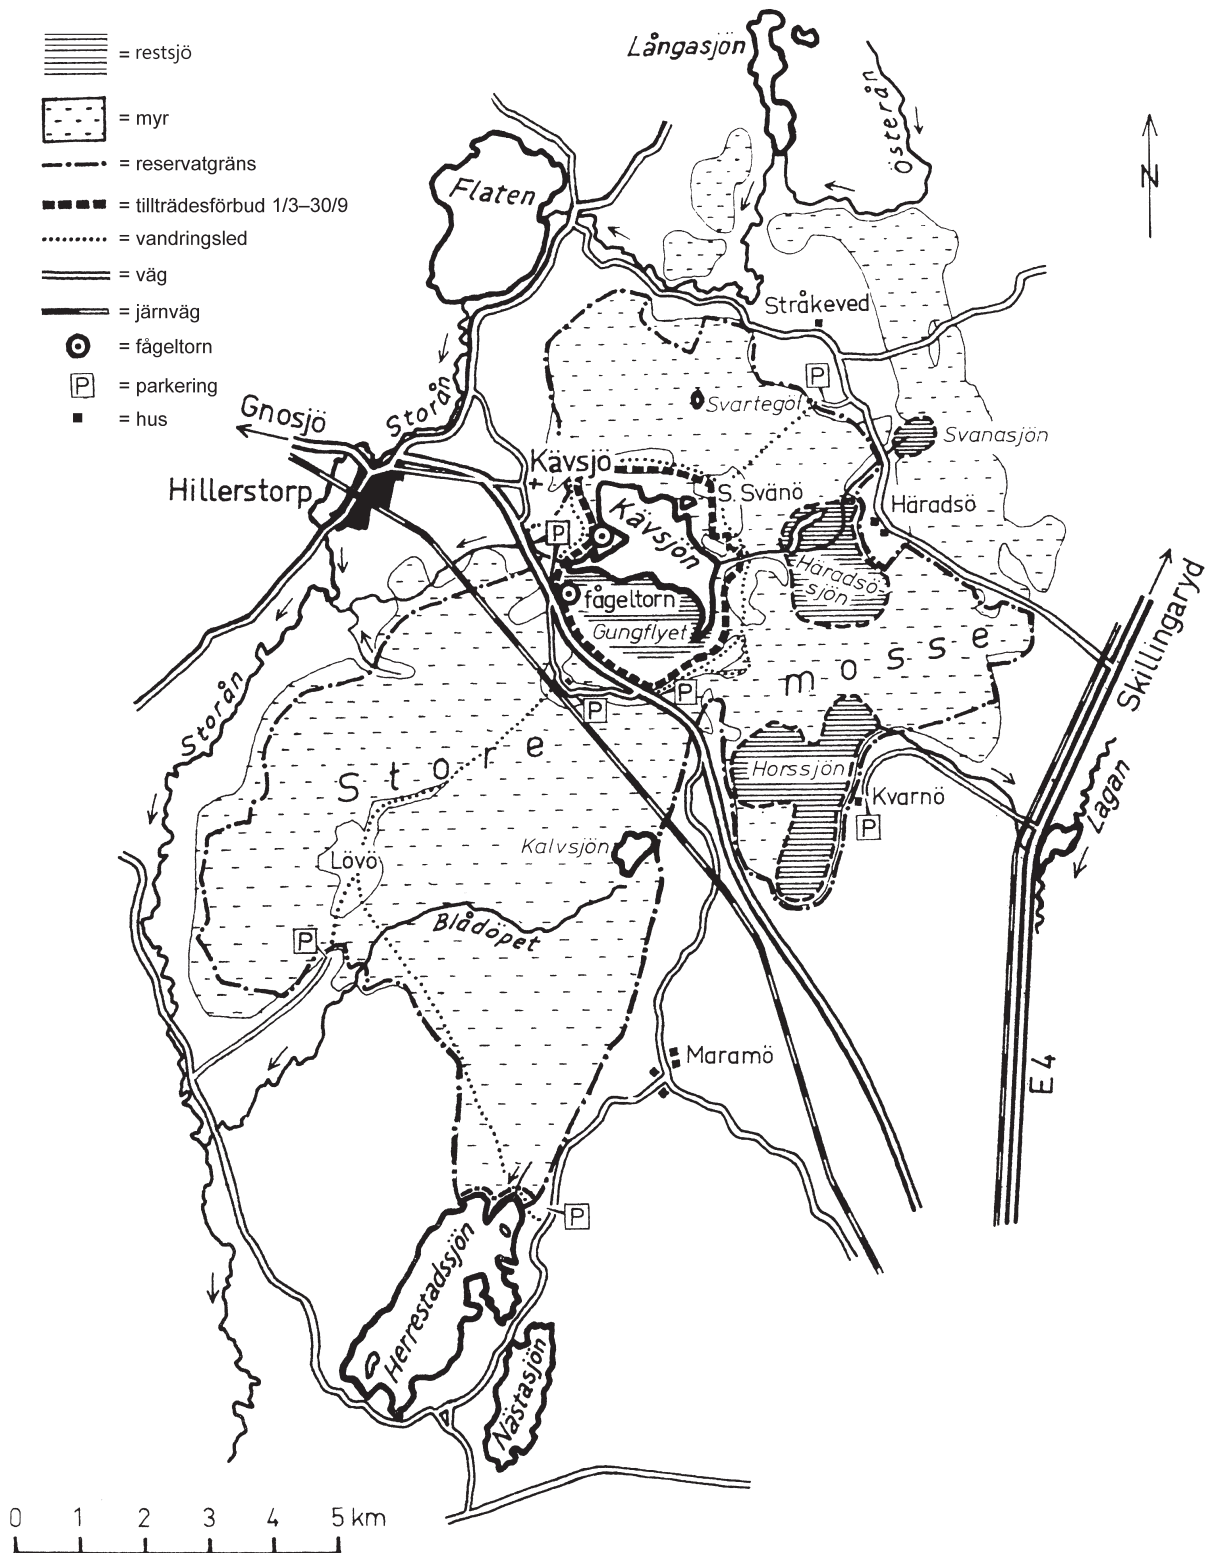 = restsjö
= myr
= reservatgräns
= tillträdesförbud 1/3–30/9
= vandringsled
= väg
= järnväg
= fågeltorn
P = parkering
= hus
Långasjön
Österån
N
Flaten
Stråkeved
P
Storån
Gnosjö
Svartegöl
Svanasjön
Kävsjö
Hillerstorp
S. Svänö
Häradsö
Kävsjön
P
Häradsö-
sjön
fågeltorn
Gungflyet
Skillingaryd
mosse
P
P
Storån
Store
Horssjön
Kvarnö
P
Lagan
Kalvsjön
Lövö
Blådöpet
P
Maramö
E4
P
Herrestadssjön
Nästasjön
0 1 2 3 4 5 km